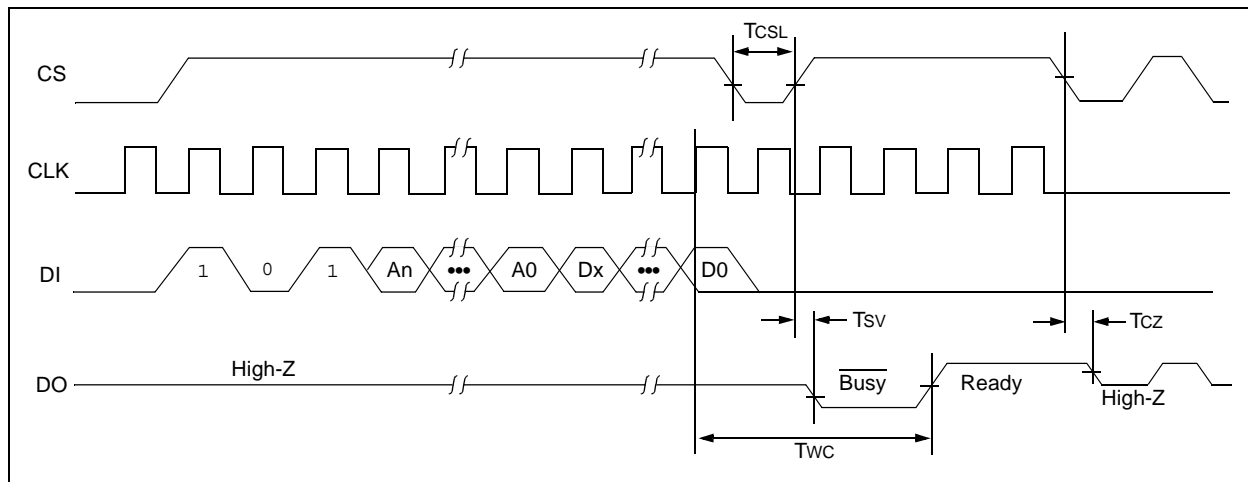 TCSL
CS
CLK
DI 1 0 1 An ••• A0 Dx ••• D0
TSV TCZ
DO High-Z Busy Ready High-Z
TWC